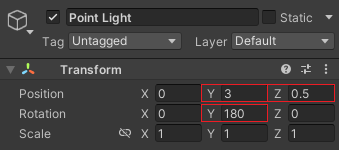 Point Light Static
Tag Untagged Layer Default
Transform
Position X 0 Y 3 Z 0.5
Rotation X 0 Y 180 Z 0
Scale X 1 Y 1 Z 1